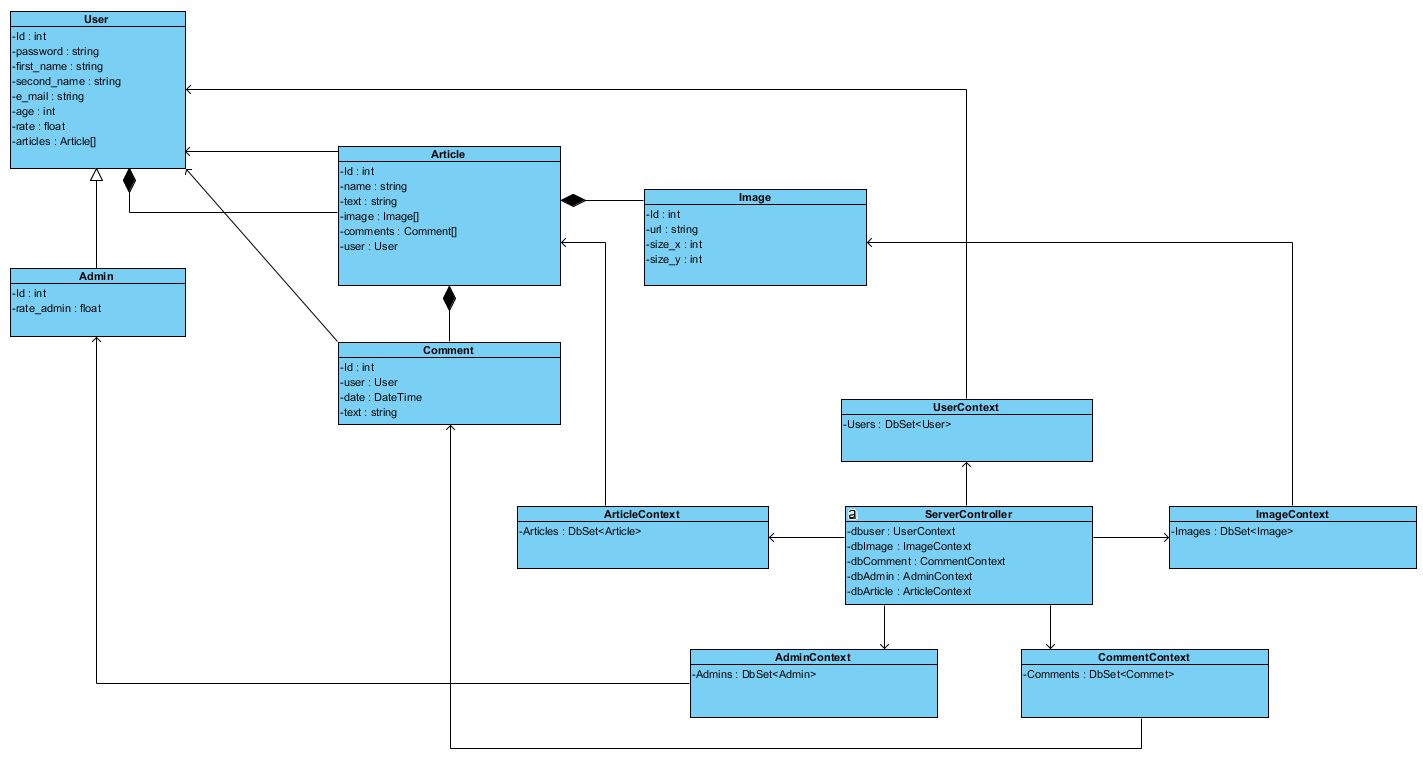 User
-Id : int
-password : string
-first_name : string
-second_name : string
-e_mail : string
-age : int
-rate : float
-articles : Article[]
Article
-Id : int
-name : string
-text : string
-image : Image[]
-comments : Comment[]
-user : User
Image
-Id : int
-url : string
-size_x : int
-size_y : int
Admin
-Id : int
-rate_admin : float
Comment
-Id : int
-user : User
-date : DateTime
-text : string
UserContext
-Users : DbSet<User>
ArticleContext
-Articles : DbSet<Article>
a
ServerController
-dbuser : UserContext
-dbImage : ImageContext
-dbComment : CommentContext
-dbAdmin : AdminContext
-dbArticle : ArticleContext
ImageContext
-Images : DbSet<Image>
AdminContext
-Admins : DbSet<Admin>
CommentContext
-Comments : DbSet<Commet>